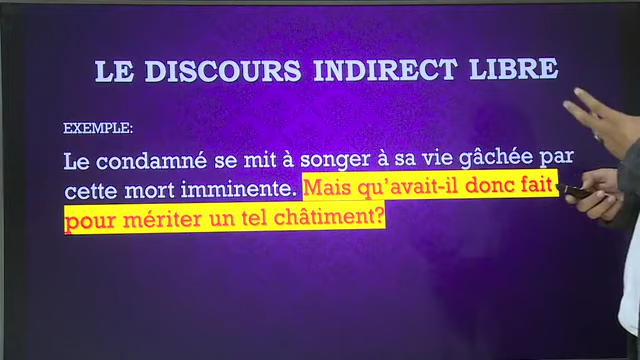 LE DISCOURS INDIRECT LIBRE
EXEMPLE:
Le condamné se mit à songer à sa vie gâchée par
cette mort imminente. Mais qu'avait-il donc fait
pour mériter un tel châtiment?